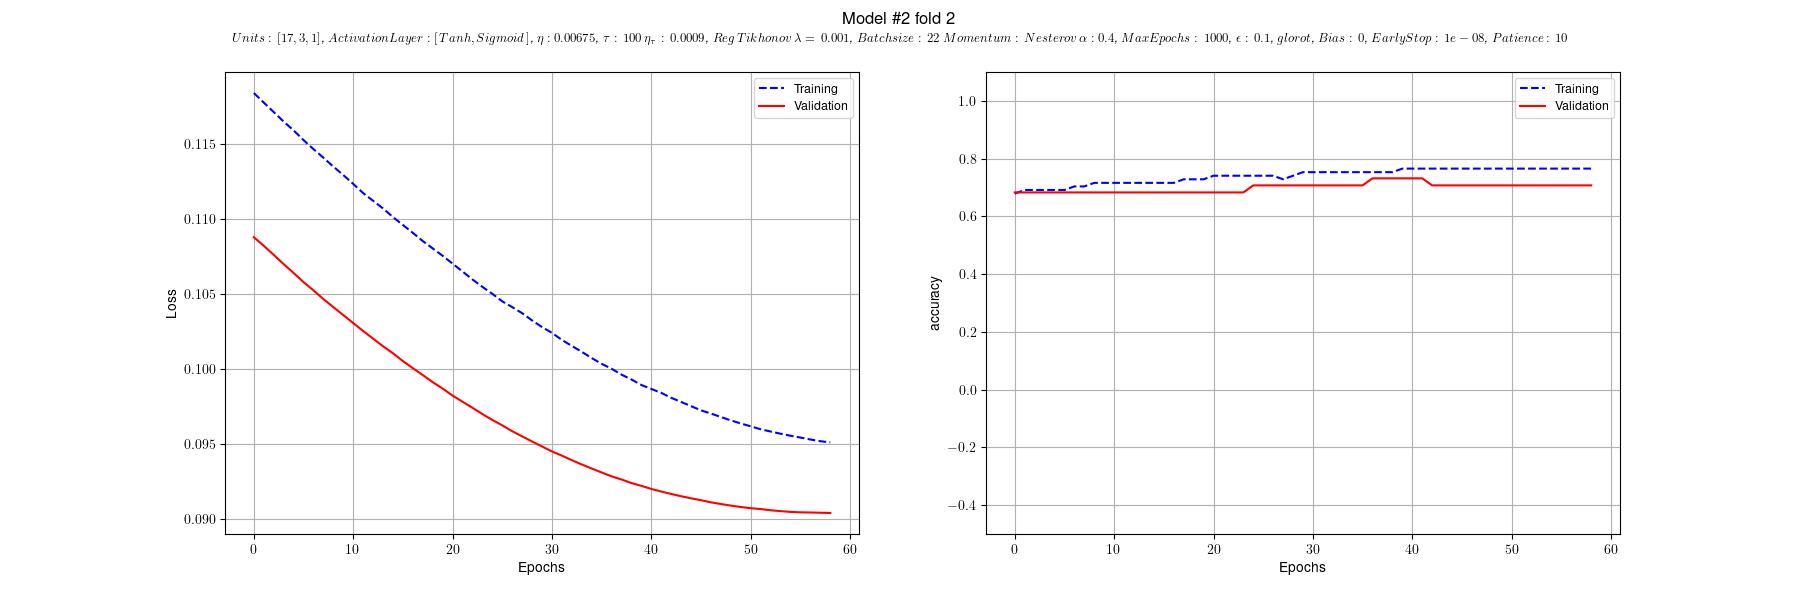 Model #2 fold 2
Units : [17, 3, 1], ActivationLayer : [Tanh, Sigmoid], η : 0.00675, τ : 100 η_τ : 0.0009, Reg Tikhonov λ = 0.001, Batchsize : 22 Momentum : Nesterov α : 0.4, MaxEpochs : 1000, ϵ : 0.1, glorot, Bias : 0, EarlyStop : 1e − 08, Patience : 10
Training
Validation
0.115
0.110
0.105
0.100
0.095
0.090
Loss
0 10 20 30 40 50 60
Epochs
Training
Validation
1.0
0.8
0.6
0.4
0.2
0.0
−0.2
−0.4
accuracy
0 10 20 30 40 50 60
Epochs